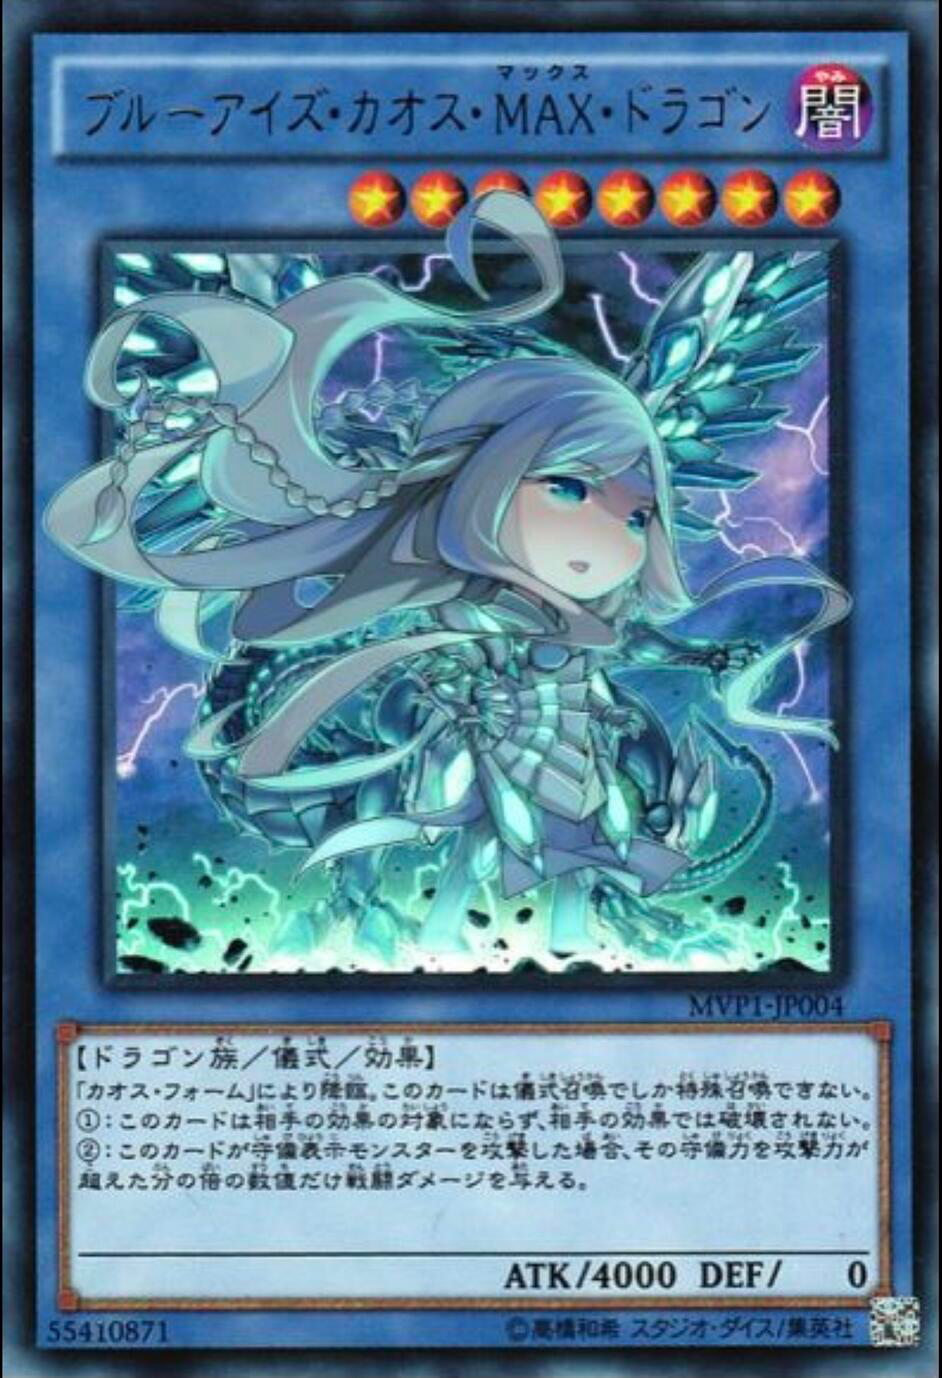 ブルーアイズ・カオス・MAX・ドラゴン
マックス
闇
やみ
MVP1-JP004
【ドラゴン族／儀式／効果】
「カオス・フォーム」により降臨。このカードは儀式召喚でしか特殊召喚できない。
①：このカードは相手の効果の対象にならず、相手の効果では破壊されない。
②：このカードが守備表示モンスターを攻撃した場合、その守備力を攻撃力が
超えた分の倍の数値だけ戦闘ダメージを与える。
ATK/4000 DEF/ 0
55410871
©高橋和希 スタジオ・ダイス/集英社